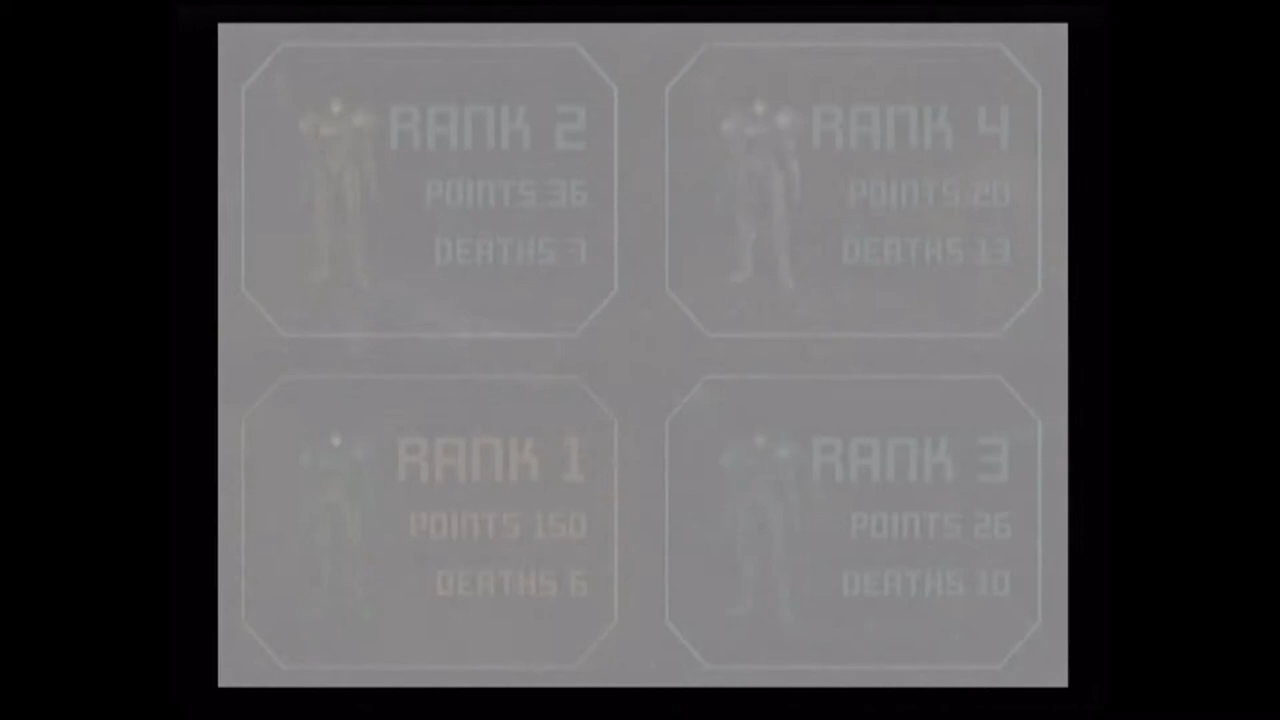 RANK 2
POINTS 36
DEATHS 7
RANK 4
POINTS 20
DEATHS 13
RANK 1
POINTS 150
DEATHS 6
RANK 3
POINTS 26
DEATHS 10